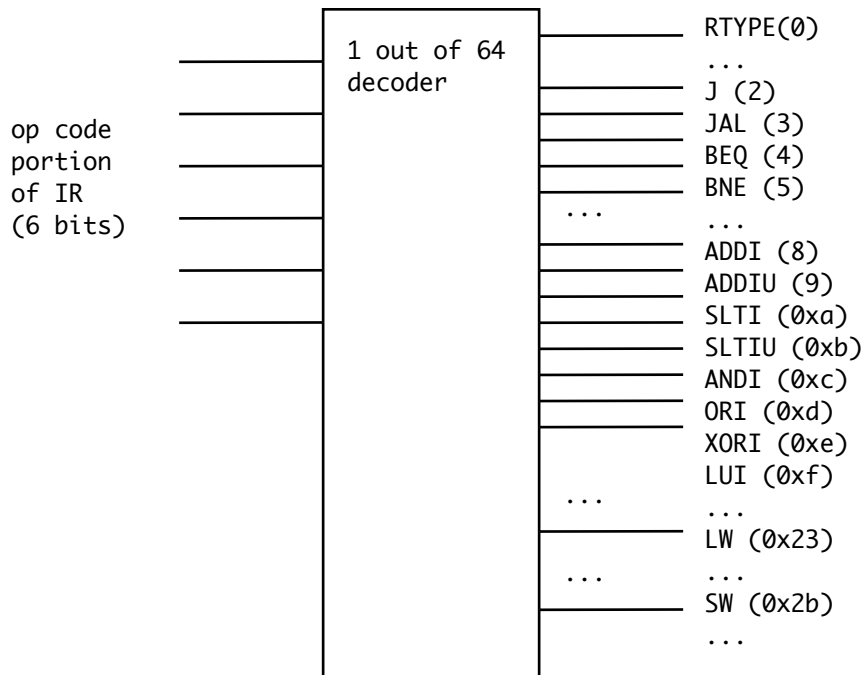 1 out of 64
decoder
op code
portion
of IR
(6 bits)
RTYPE(0)
...
J (2)
JAL (3)
BEQ (4)
BNE (5)
...
...
ADDI (8)
ADDIU (9)
SLTI (0xa)
SLTIU (0xb)
ANDI (0xc)
ORI (0xd)
XORI (0xe)
LUI (0xf)
...
...
LW (0x23)
...
...
SW (0x2b)
...